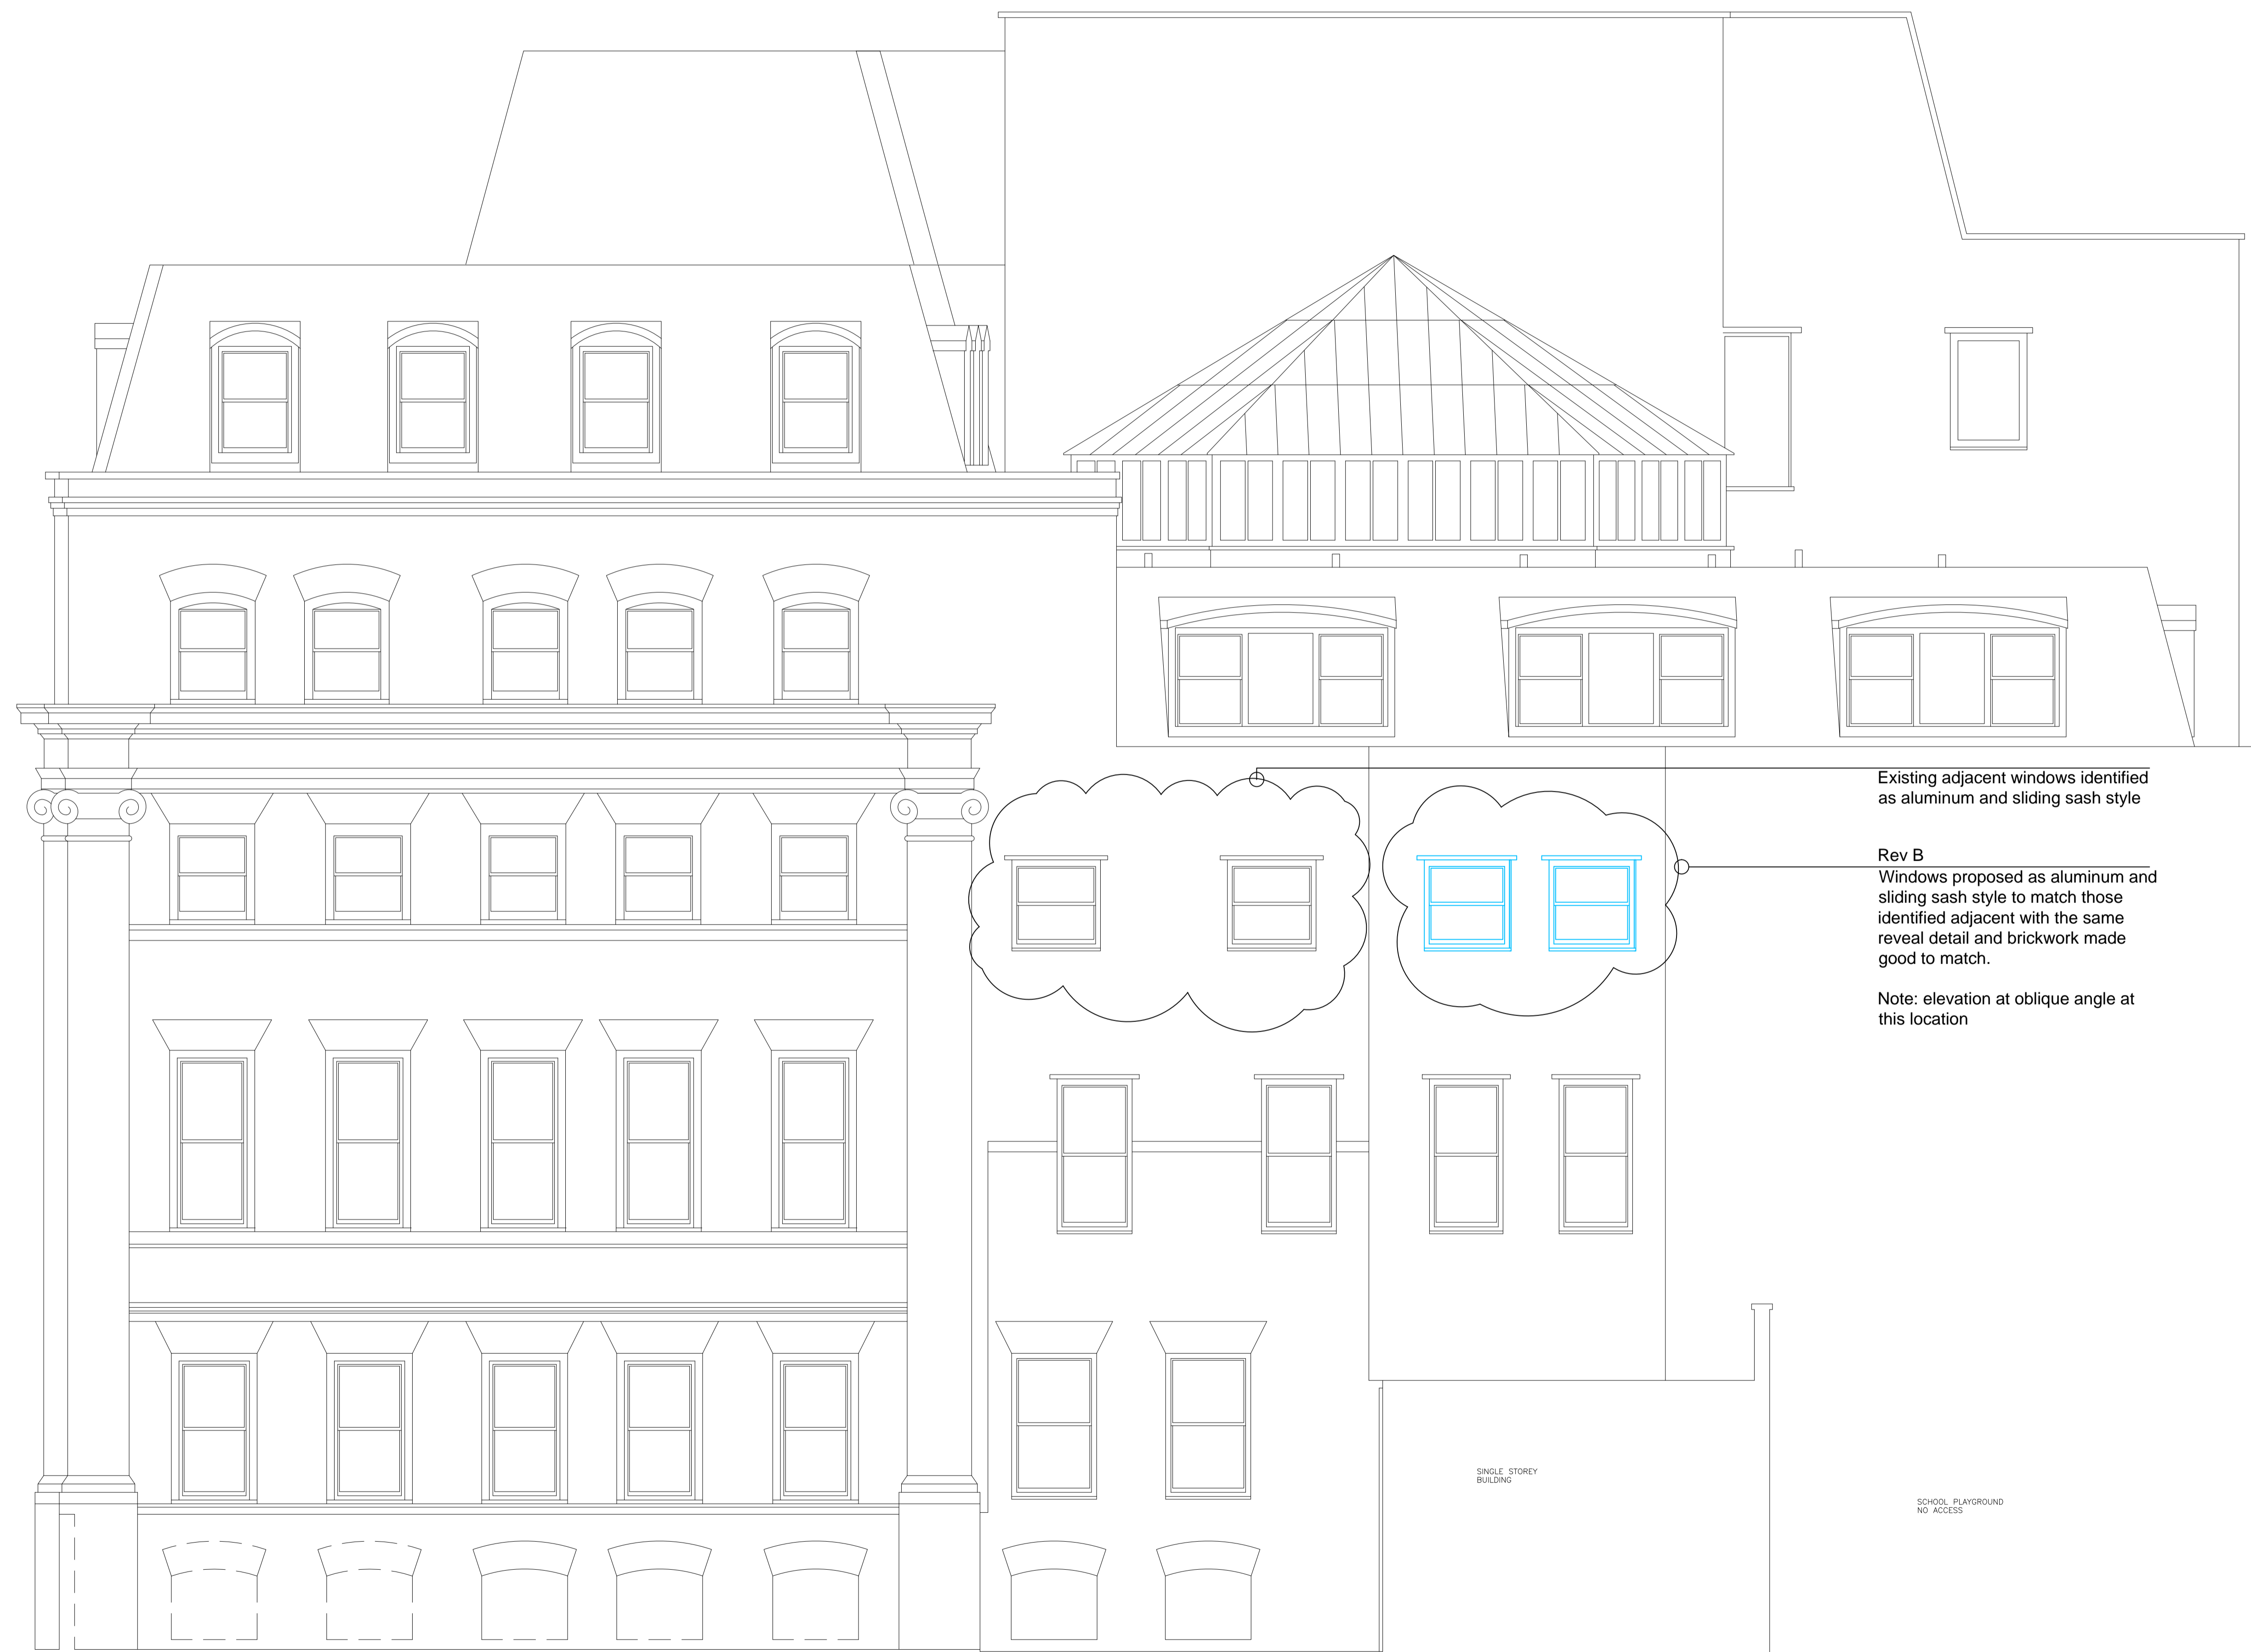 Existing adjacent windows identified
as aluminum and sliding sash style
Rev B
Windows proposed as aluminum and
sliding sash style to match those
identified adjacent with the same
reveal detail and brickwork made
good to match.
Note: elevation at oblique angle at
this location
SINGLE STOREY
BUILDING
SCHOOL PLAYGROUND
NO ACCESS